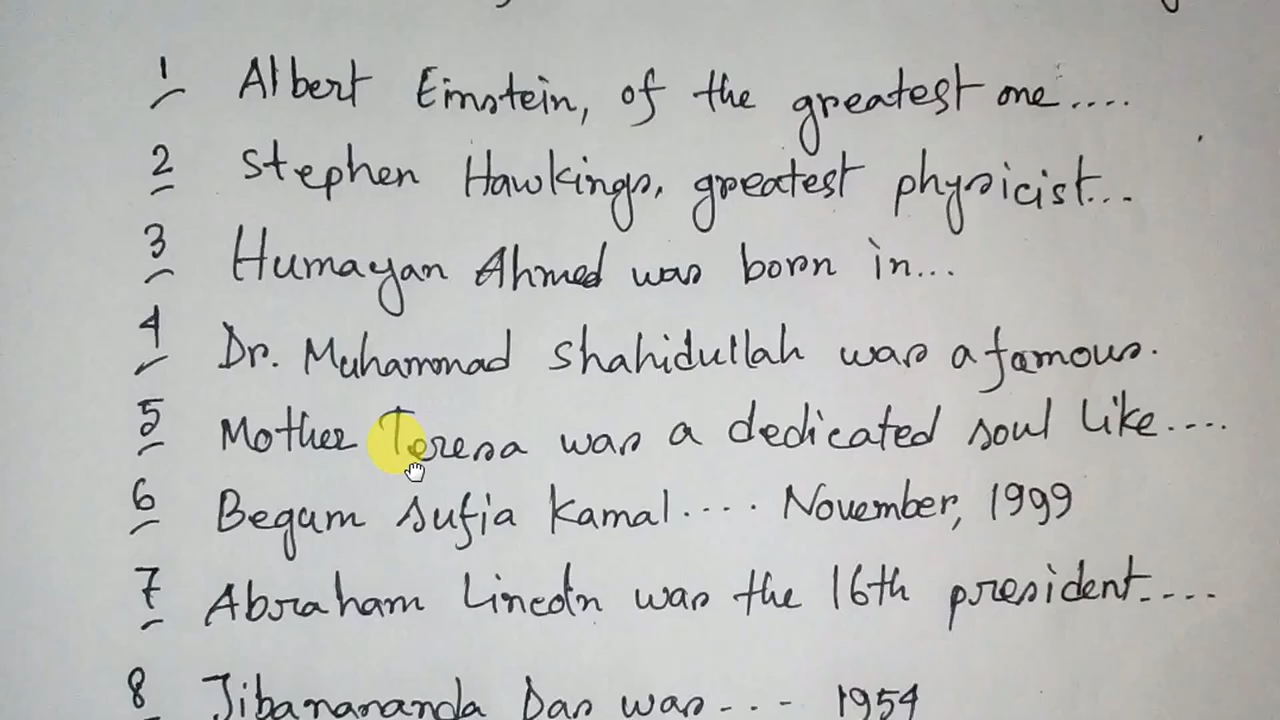 1 Albert Einstein, of the greatest one....
2 Stephen Hawkings, greatest physicist...
3 Humayan Ahmed was born in...
4 Dr. Muhammad Shahidullah was a famous.
5 Mother Teresa was a dedicated soul like....
6 Begum Sufia Kamal.... November, 1999
7 Abraham Lincoln was the 16th president....
8 Jibanananda Das was... 1954